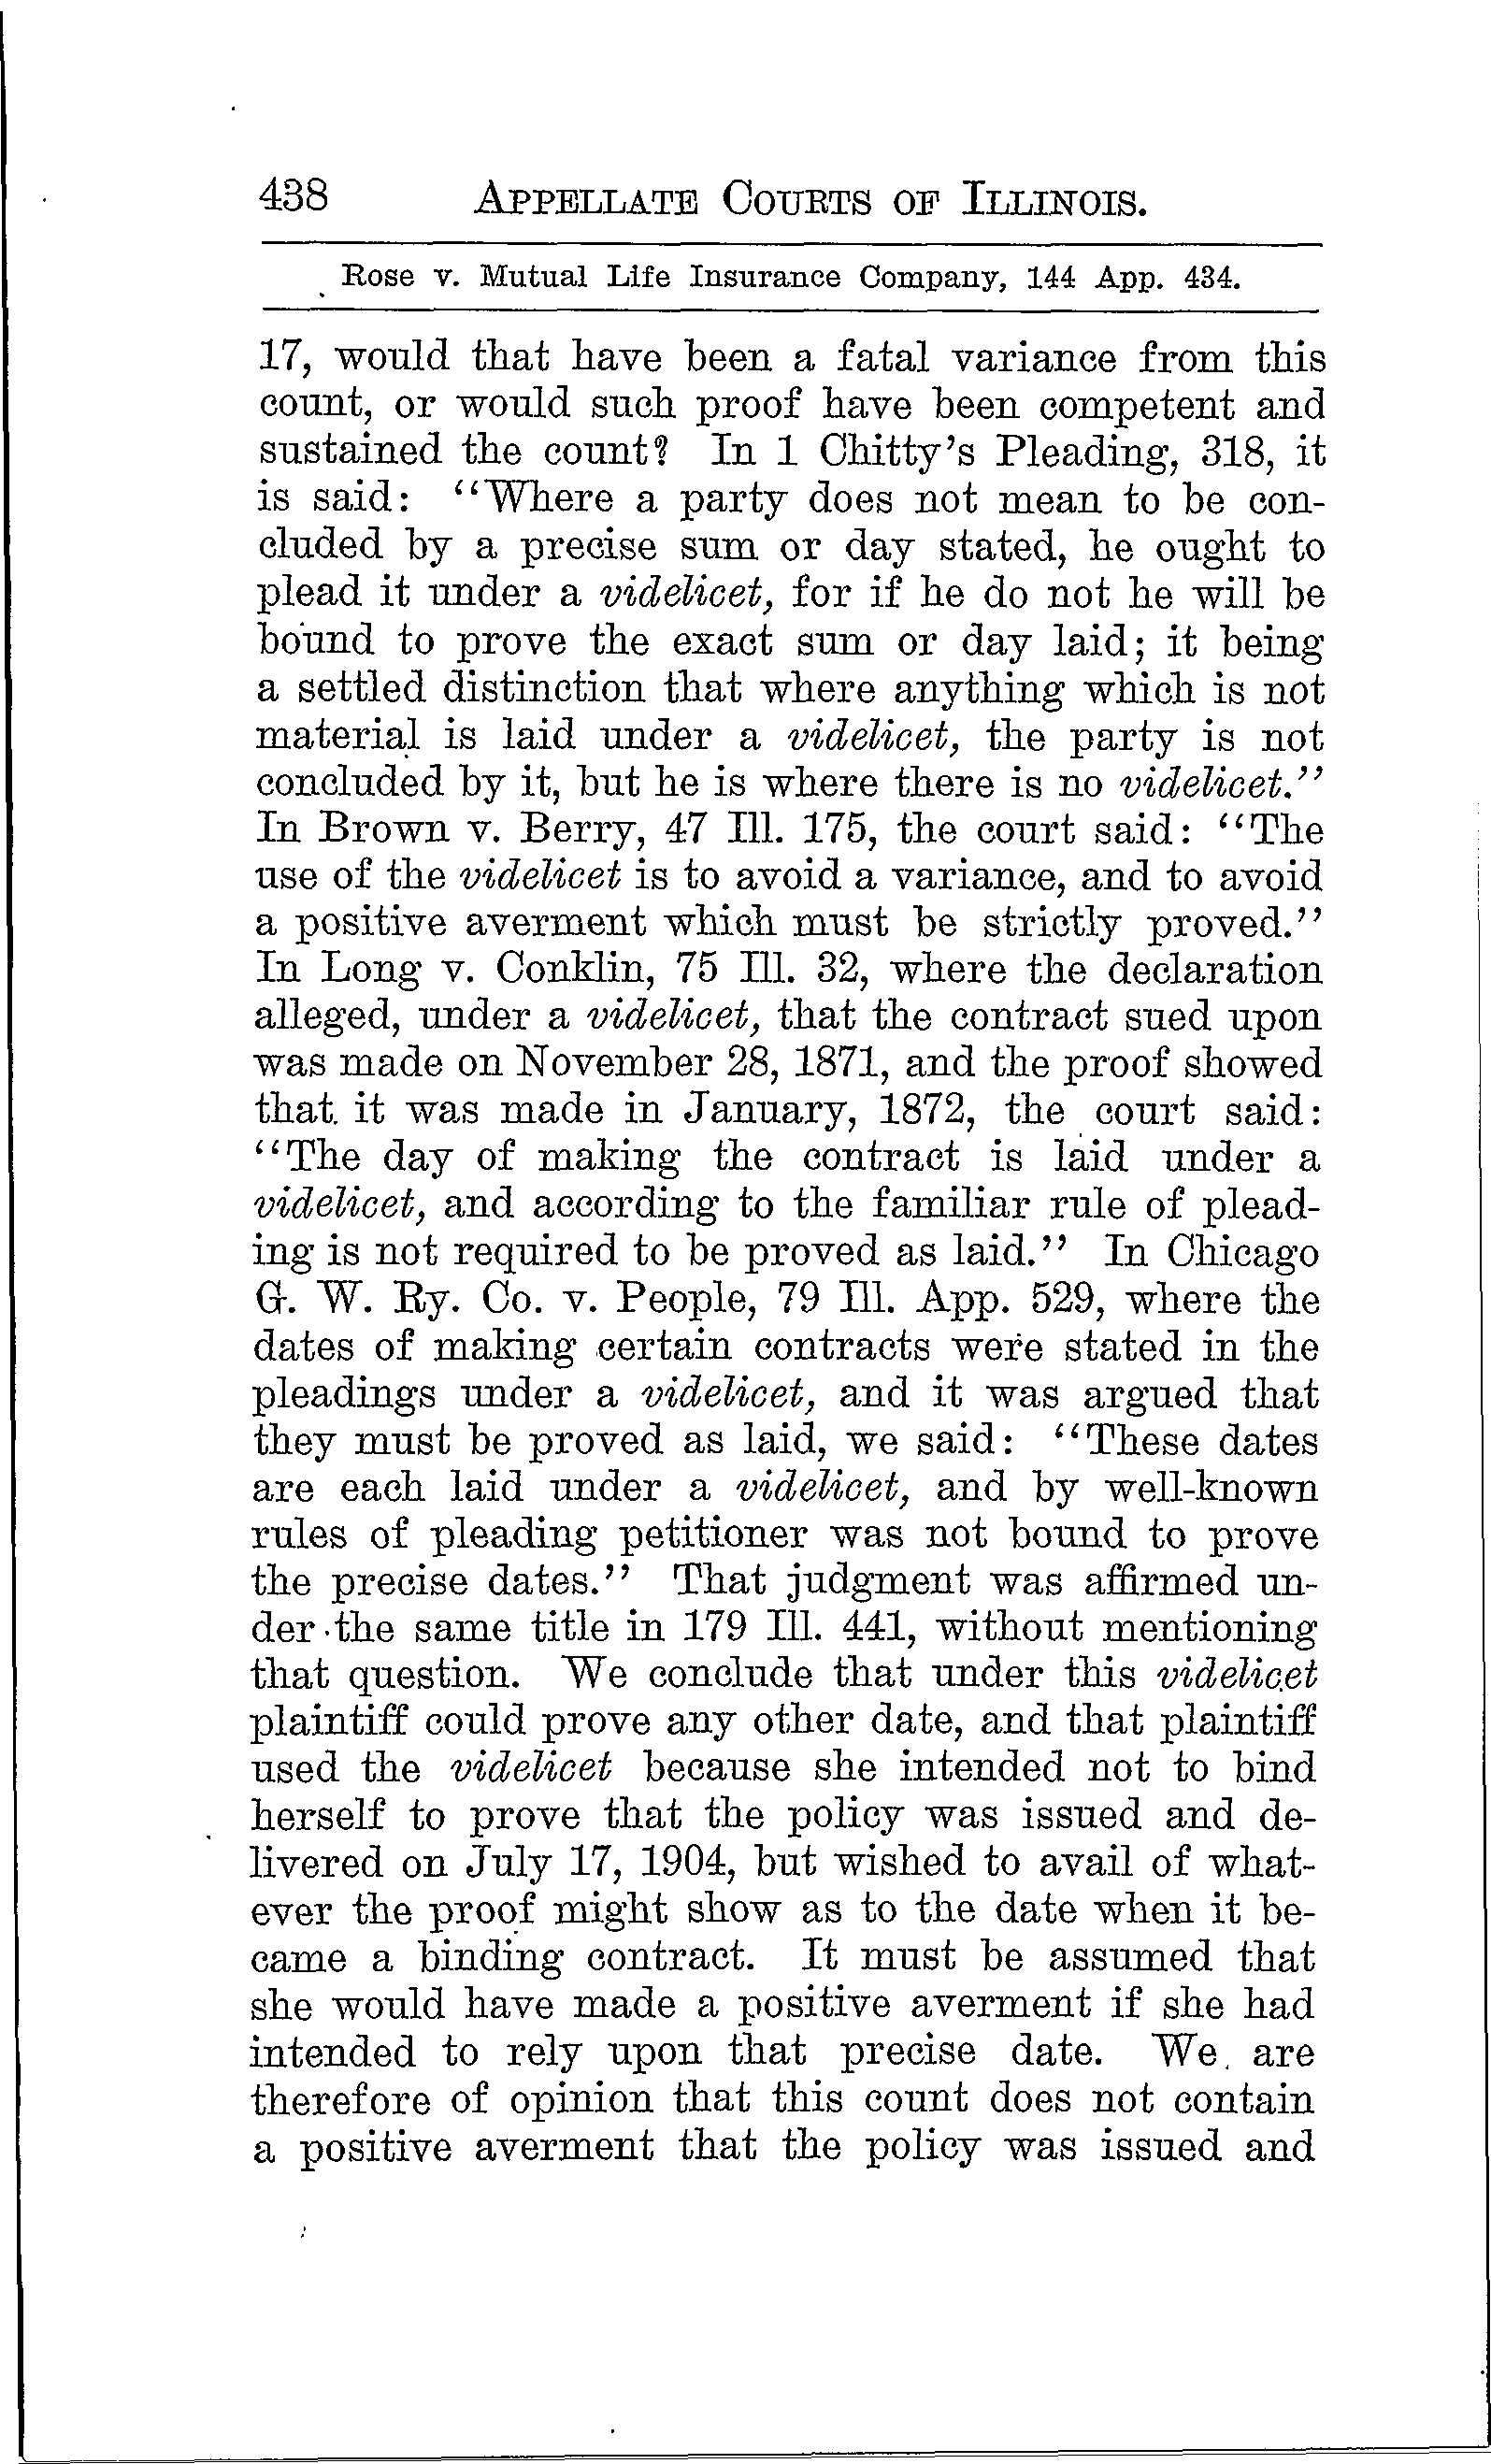 438 APPELLATE COURTS OF ILLINOIS.
Rose v. Mutual Life Insurance Company, 144 App. 434.
17, would that have been a fatal variance from this
count, or would such proof have been competent and
sustained the count? In 1 Chitty's Pleading, 318, it
is said: "Where a party does not mean to be con-
cluded by a precise sum or day stated, he ought to
plead it under a videlicet, for if he do not he will be
bound to prove the exact sum or day laid; it being
a settled distinction that where anything which is not
material is laid under a videlicet, the party is not
concluded by it, but he is where there is no videlicet."
In Brown v. Berry, 47 Ill. 175, the court said: "The
use of the videlicet is to avoid a variance, and to avoid
a positive averment which must be strictly proved."
In Long v. Conklin, 75 Ill. 32, where the declaration
alleged, under a videlicet, that the contract sued upon
was made on November 28, 1871, and the proof showed
that it was made in January, 1872, the court said:
"The day of making the contract is laid under a
videlicet, and according to the familiar rule of plead-
ing is not required to be proved as laid." In Chicago
G. W. Ry. Co. v. People, 79 Ill. App. 529, where the
dates of making certain contracts were stated in the
pleadings under a videlicet, and it was argued that
they must be proved as laid, we said: "These dates
are each laid under a videlicet, and by well-known
rules of pleading petitioner was not bound to prove
the precise dates." That judgment was affirmed un-
der the same title in 179 Ill. 441, without mentioning
that question. We conclude that under this videlicet
plaintiff could prove any other date, and that plaintiff
used the videlicet because she intended not to bind
herself to prove that the policy was issued and de-
livered on July 17, 1904, but wished to avail of what-
ever the proof might show as to the date when it be-
came a binding contract. It must be assumed that
she would have made a positive averment if she had
intended to rely upon that precise date. We are
therefore of opinion that this count does not contain
a positive averment that the policy was issued and